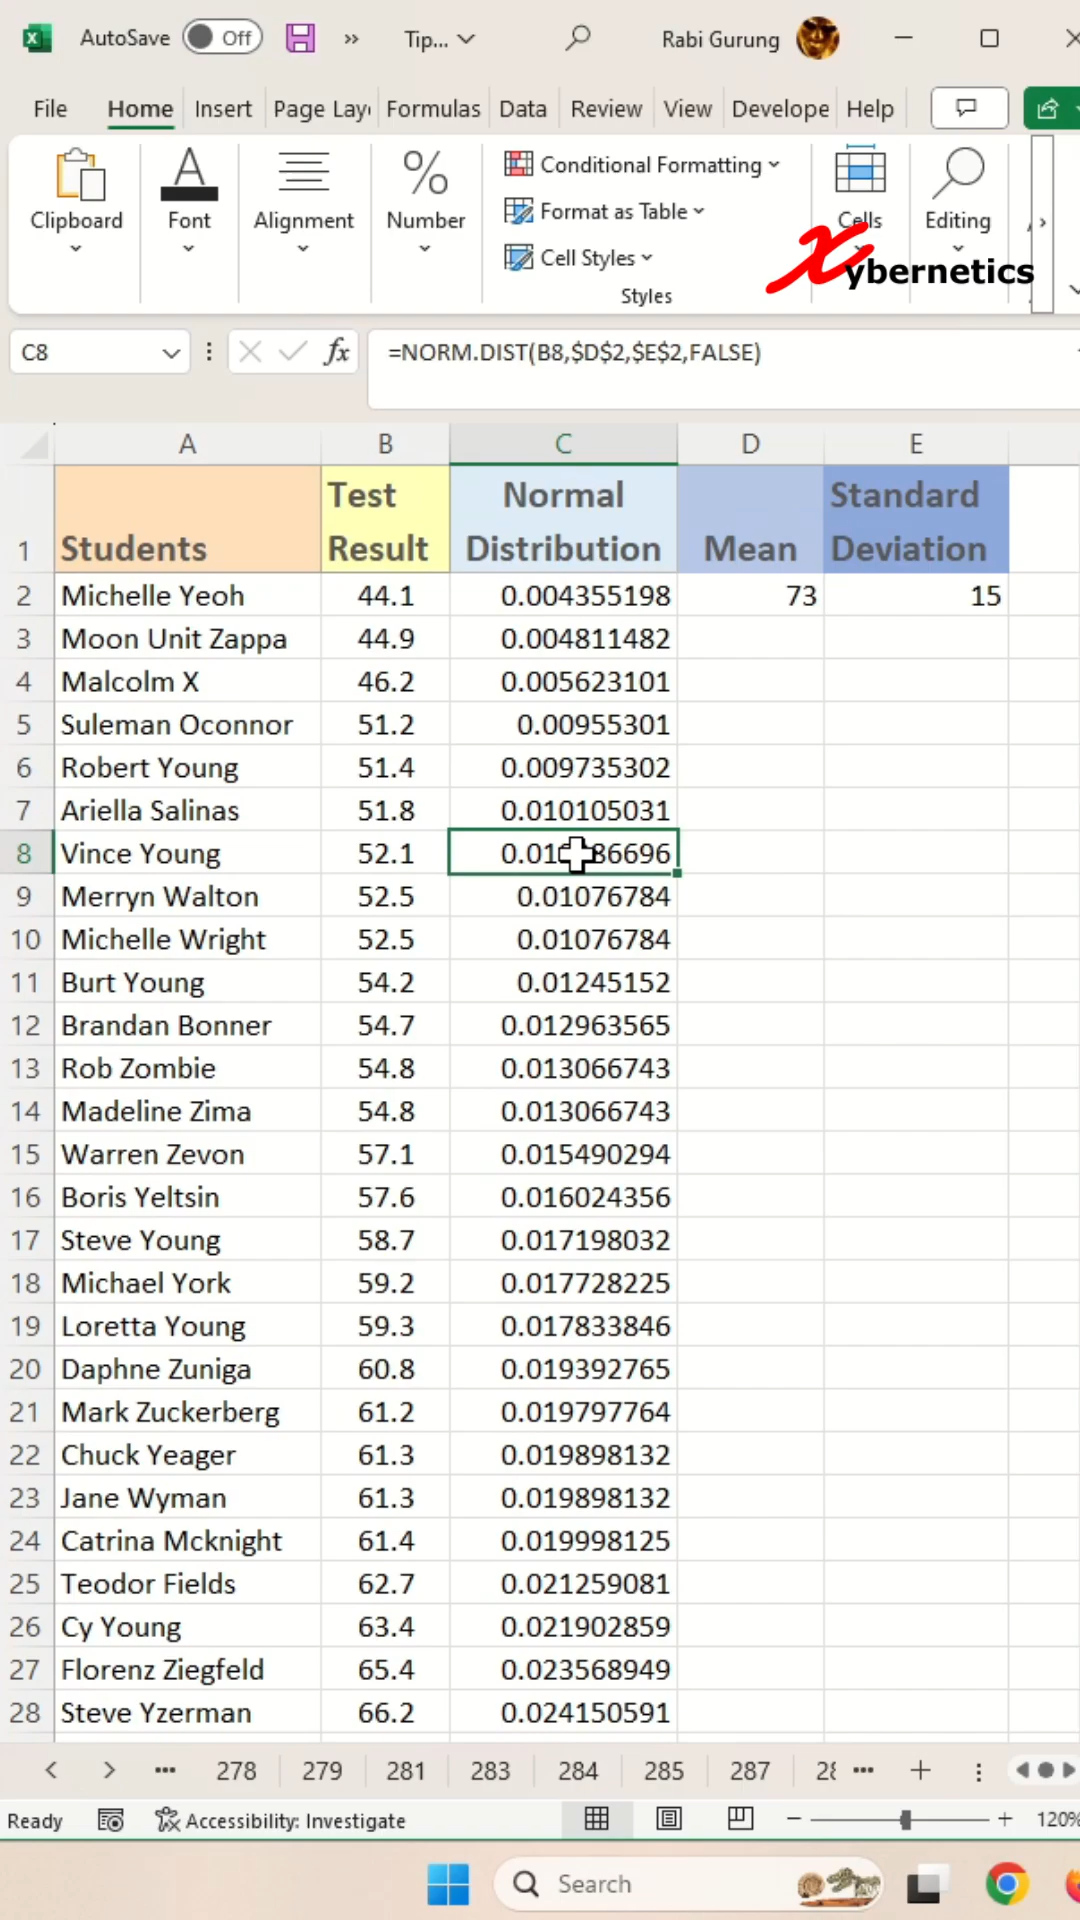 AutoSave Off » Tip... Rabi Gurung
File Home Insert Page Lay Formulas Data Review View Develope Help
Clipboard Font Alignment Number Conditional Formatting Cells Editing
Format as Table
Cell Styles
Styles
Xybernetics
C8 fx =NORM.DIST(B8,$D$2,$E$2,FALSE)
A B C D E
1 Students Test Result Normal Distribution Mean Standard Deviation
2 Michelle Yeoh 44.1 0.004355198 73 15
3 Moon Unit Zappa 44.9 0.004811482
4 Malcolm X 46.2 0.005623101
5 Suleman Oconnor 51.2 0.00955301
6 Robert Young 51.4 0.009735302
7 Ariella Salinas 51.8 0.010105031
8 Vince Young 52.1
9 Merryn Walton 52.5 0.01076784
10 Michelle Wright 52.5 0.01076784
11 Burt Young 54.2 0.01245152
12 Brandan Bonner 54.7 0.012963565
13 Rob Zombie 54.8 0.013066743
14 Madeline Zima 54.8 0.013066743
15 Warren Zevon 57.1 0.015490294
16 Boris Yeltsin 57.6 0.016024356
17 Steve Young 58.7 0.017198032
18 Michael York 59.2 0.017728225
19 Loretta Young 59.3 0.017833846
20 Daphne Zuniga 60.8 0.019392765
21 Mark Zuckerberg 61.2 0.019797764
22 Chuck Yeager 61.3 0.019898132
23 Jane Wyman 61.3 0.019898132
24 Catrina Mcknight 61.4 0.019998125
25 Teodor Fields 62.7 0.021259081
26 Cy Young 63.4 0.021902859
27 Florenz Ziegfeld 65.4 0.023568949
28 Steve Yzerman 66.2 0.024150591
... 278 279 281 283 284 285 287 ...
Ready Accessibility: Investigate 120%
Search